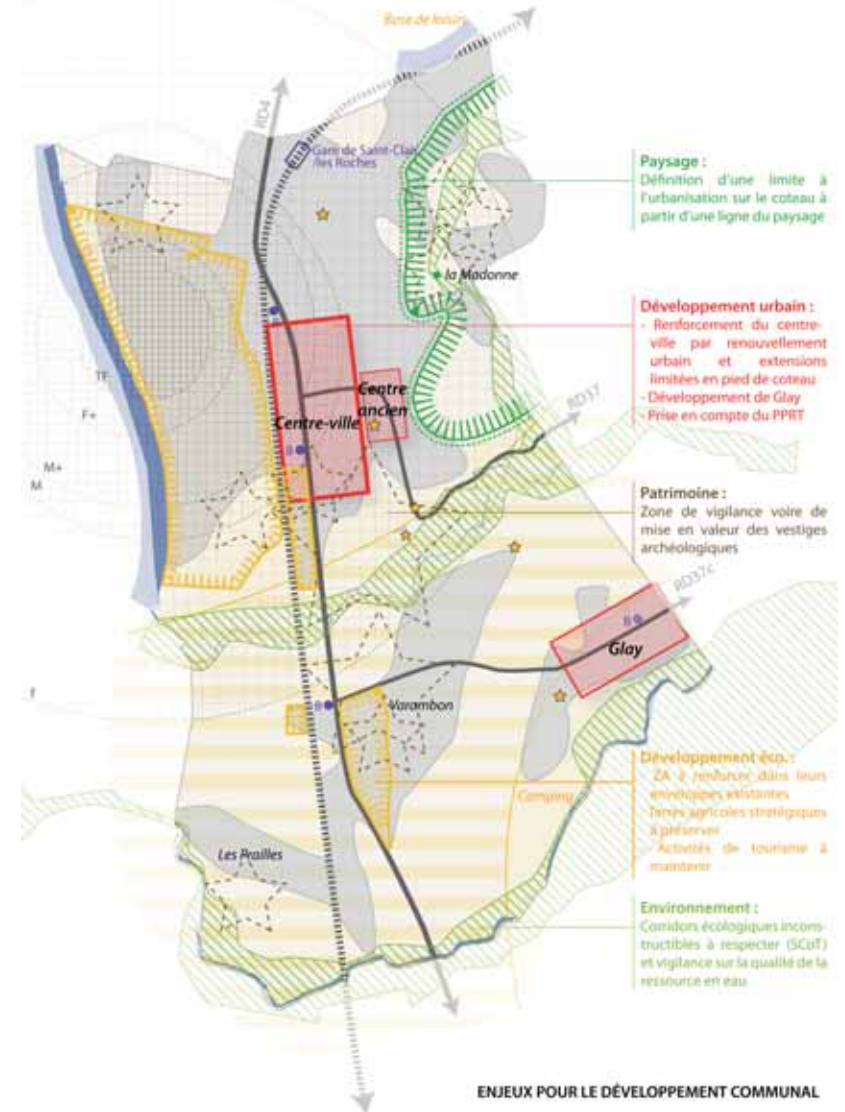 Base de loisirs
RD4
Gare de Saint-Clair
/les Roches
Paysage :
Définition d'une limite à
l'urbanisation sur le coteau à
partir d'une ligne du paysage
la Madonne
Développement urbain :
- Renforcement du centre-
ville par renouvellement
urbain et extensions
limitées en pied de coteau
- Développement de Glay
- Prise en compte du PPRT
TF
F+
M+
M
Centre
ancien
Centre-ville
RD37
B
Patrimoine :
Zone de vigilance voire de
mise en valeur des vestiges
archéologiques
RD37c
B
Glay
f
B
Varambon
Développement éco. :
- ZA à renforcer dans leurs
enveloppes existantes
- Terres agricoles stratégiques
à préserver
- Activités de tourisme à
maintenir
Camping
Les Prailles
Environnement :
Corridors écologiques incons-
tructibles à respecter (SCoT)
et vigilance sur la qualité de la
ressource en eau
ENJEUX POUR LE DÉVELOPPEMENT COMMUNAL